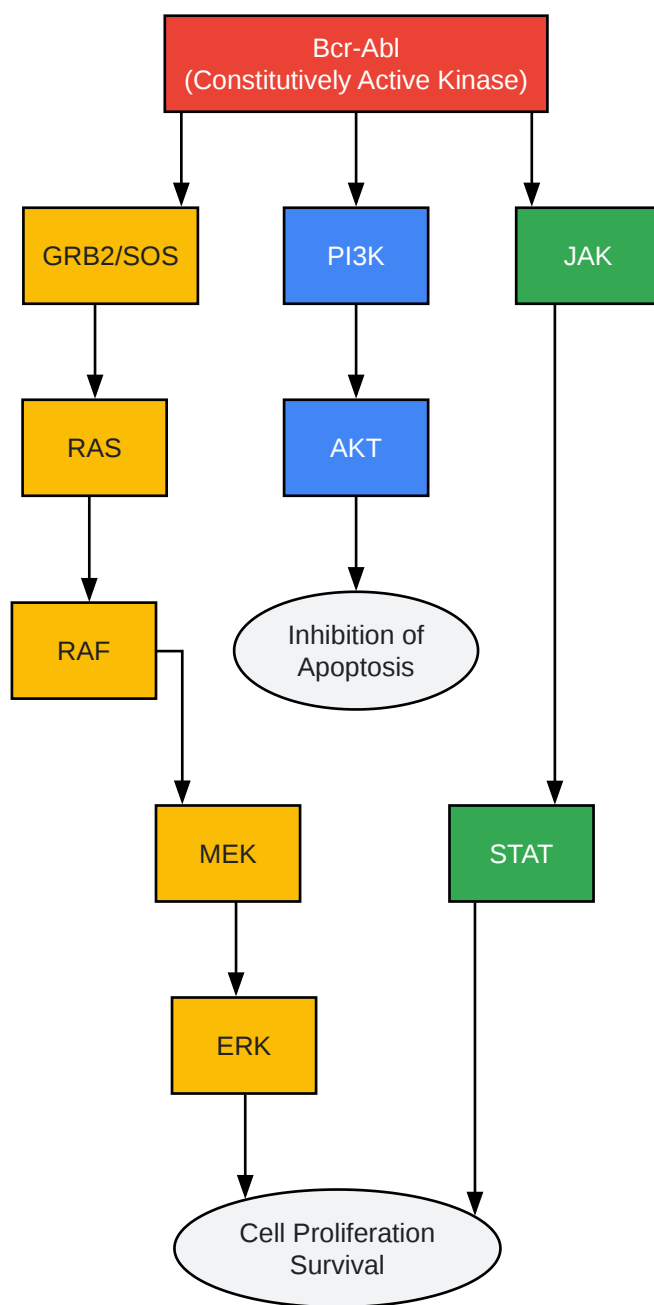 Bcr-Abl
(Constitutively Active Kinase)
GRB2/SOS
PI3K
JAK
RAS
AKT
RAF
Inhibition of
Apoptosis
MEK
STAT
ERK
Cell Proliferation
Survival